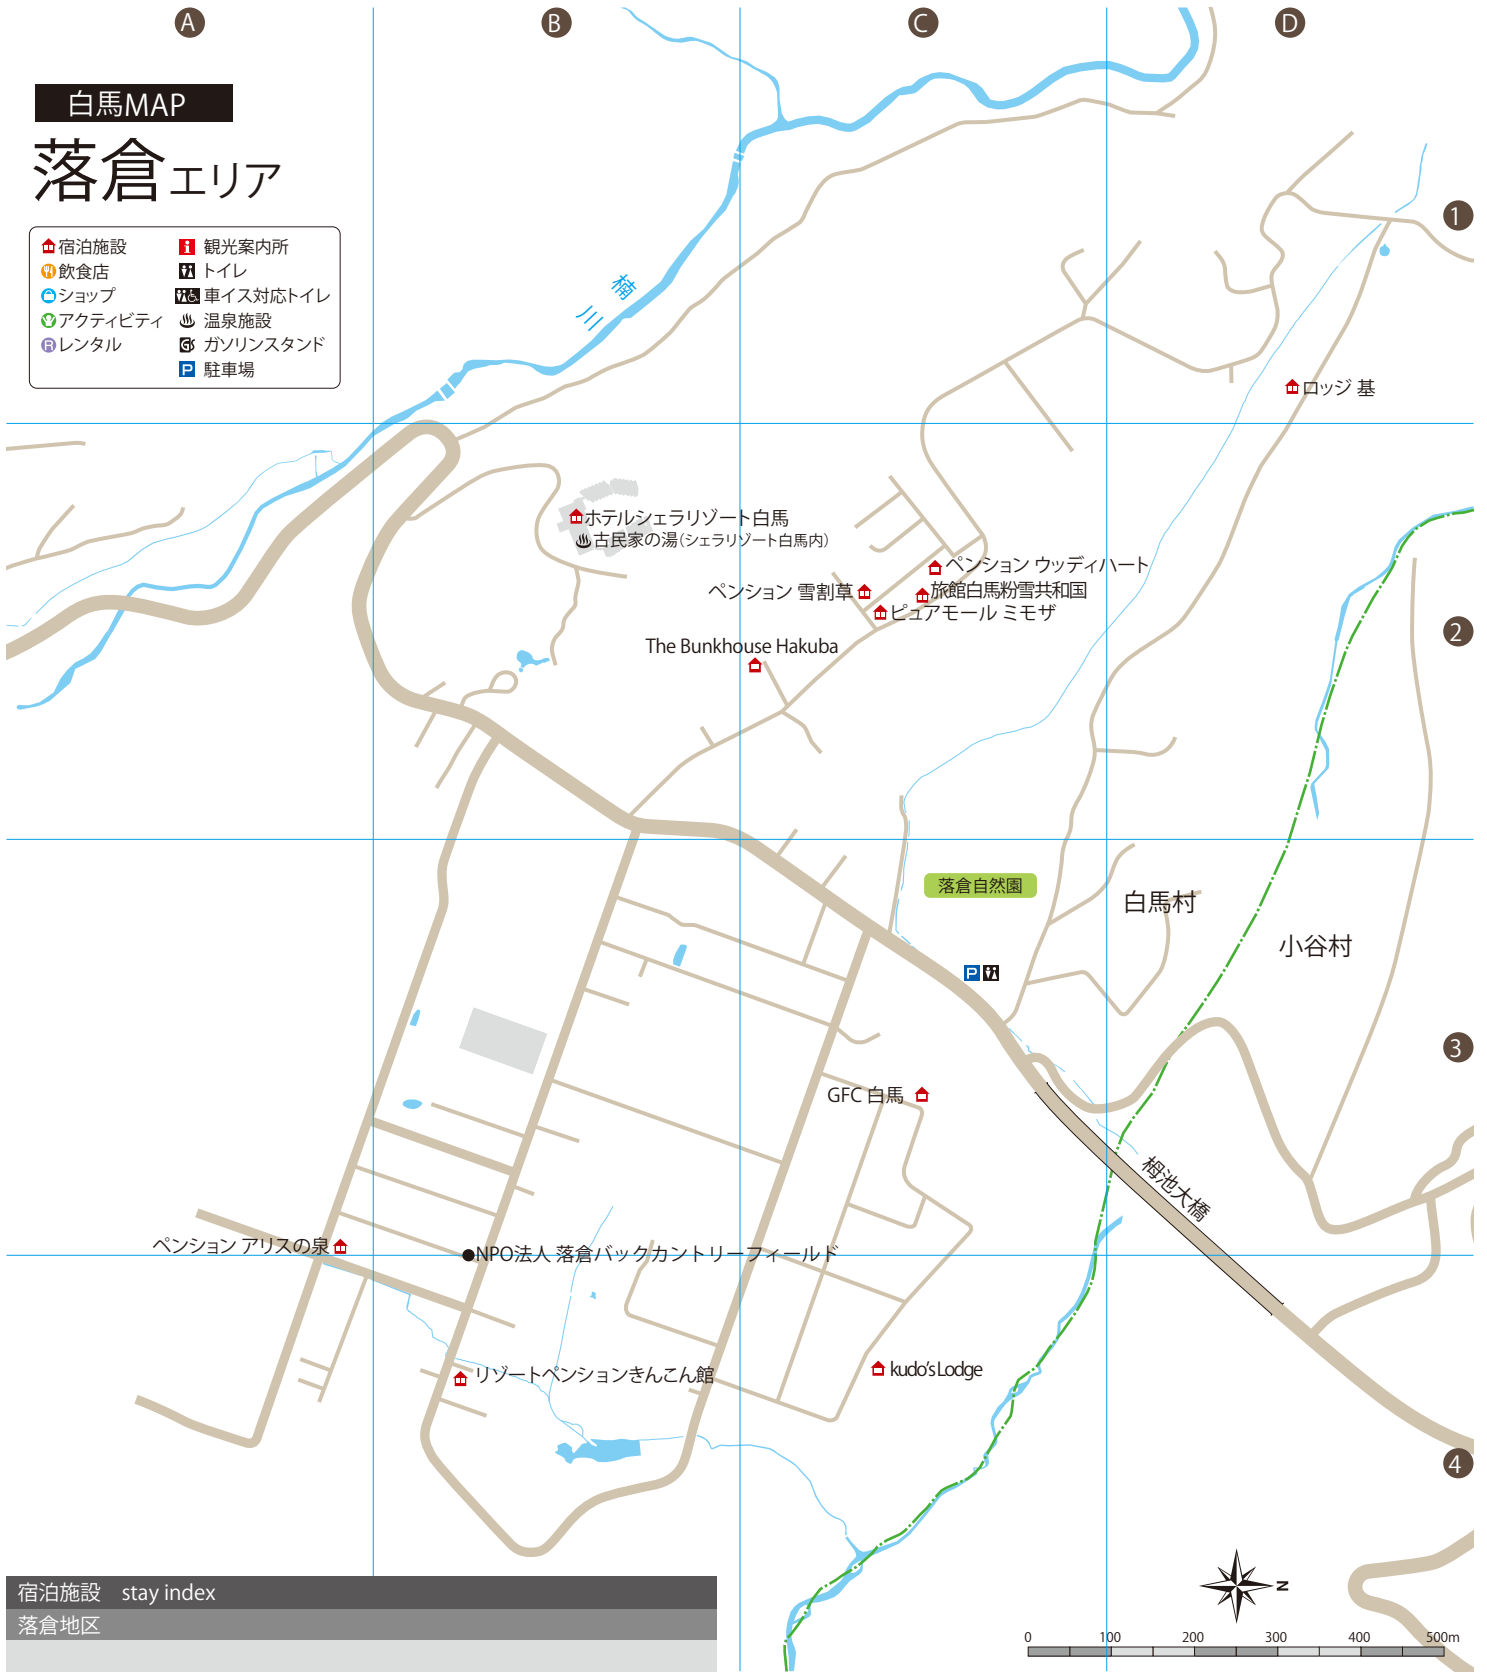 A
B
C
D
白馬MAP
落倉エリア
宿泊施設
飲食店
ショップ
アクティビティ
R レンタル
i 観光案内所
トイレ
車イス対応トイレ
温泉施設
ガソリンスタンド
P 駐車場
1
楠川
ロッジ 基
ホテルシェラリゾート白馬
古民家の湯(シェラリゾート白馬内)
ペンション ウッディハート
ペンション 雪割草
旅館白馬粉雪共和国
ピュアモール ミモザ
The Bunkhouse Hakuba
2
落倉自然園
白馬村
小谷村
P
3
GFC 白馬
栂池大橋
ペンション アリスの泉
NPO法人 落倉バックカントリーフィールド
リゾートペンションきんこん館
kudo's Lodge
4
宿泊施設 stay index
落倉地区
N
0 100 200 300 400 500m